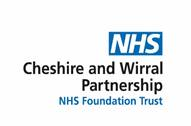 NHS
Cheshire and Wirral
Partnership
NHS Foundation Trust